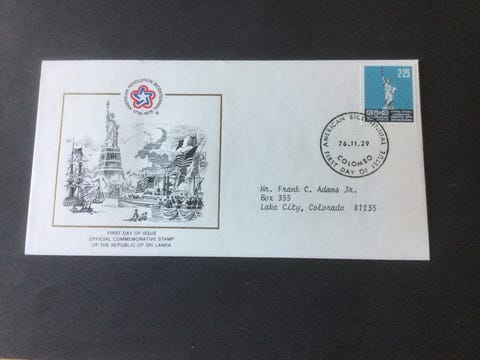 AMERICAN REVOLUTION BICENTENNIAL
1776-1976
2.25
AMERICAN BICENTENNIAL
76.11.29
COLOMBO
FIRST DAY OF ISSUE
Mr. Frank C. Adams Jr.
Box 355
Lake City, Colorado 81235
FIRST DAY OF ISSUE
OFFICIAL COMMEMORATIVE STAMP
OF THE REPUBLIC OF SRI LANKA